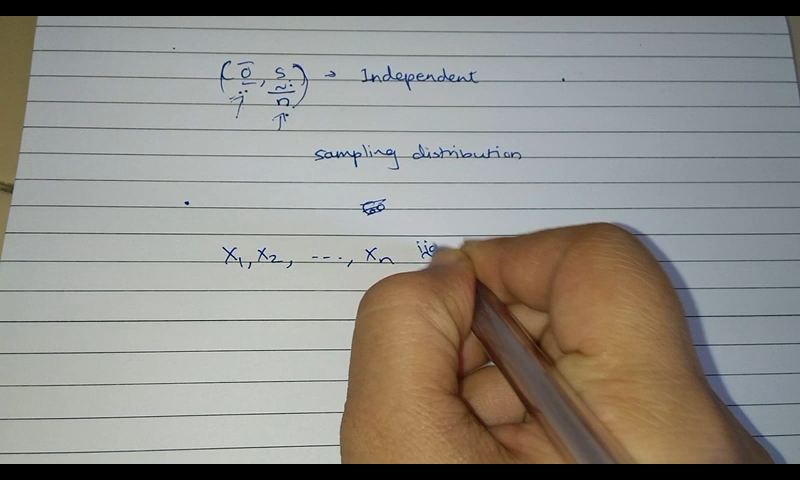 (ō, s/n) → Independent
sampling distribution
X₁, X₂, ----, Xₙ